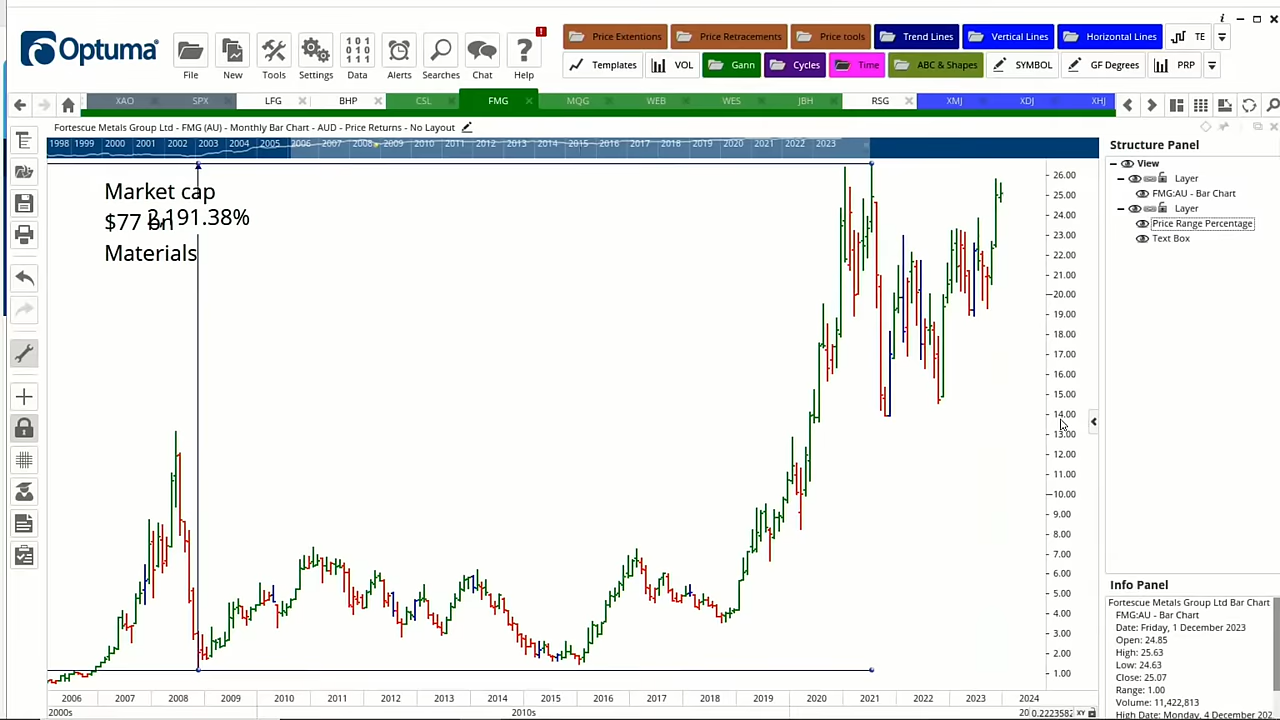 Optuma
File
New
Tools
Settings
Data
Alerts
Searches
Chat
Help
Price Extentions
Price Retracements
Price tools
Trend Lines
Vertical Lines
Horizontal Lines
TE
Templates
VOL
Gann
Cycles
Time
ABC & Shapes
SYMBOL
GF Degrees
PRP
XAO
SPX
LFG
BHP
CSL
FMG
MQG
WEB
WES
JBH
RSG
XMJ
XDJ
XHJ
Fortescue Metals Group Ltd - FMG (AU) - Monthly Bar Chart - AUD - Price Returns - No Layout
1998 1999 2000 2001 2002 2003 2004 2005 2006 2007 2008 2009 2010 2011 2012 2013 2014 2015 2016 2017 2018 2019 2020 2021 2022 2023
Market cap
$77 bn
2,191.38%
Materials
26.00
25.00
24.00
23.00
22.00
21.00
20.00
19.00
18.00
17.00
16.00
15.00
14.00
13.00
12.00
11.00
10.00
9.00
8.00
7.00
6.00
5.00
4.00
3.00
2.00
1.00
2006 2007 2008 2009 2010 2011 2012 2013 2014 2015 2016 2017 2018 2019 2020 2021 2022 2023 2024
2000s 2010s
XY
Structure Panel
View
Layer
FMG:AU - Bar Chart
Layer
Price Range Percentage
Text Box
Info Panel
Fortescue Metals Group Ltd Bar Chart
FMG:AU - Bar Chart
Date: Friday, 1 December 2023
Open: 24.85
High: 25.63
Low: 24.63
Close: 25.07
Range: 1.00
Volume: 11,422,813
High Date: Monday, 4 December 202